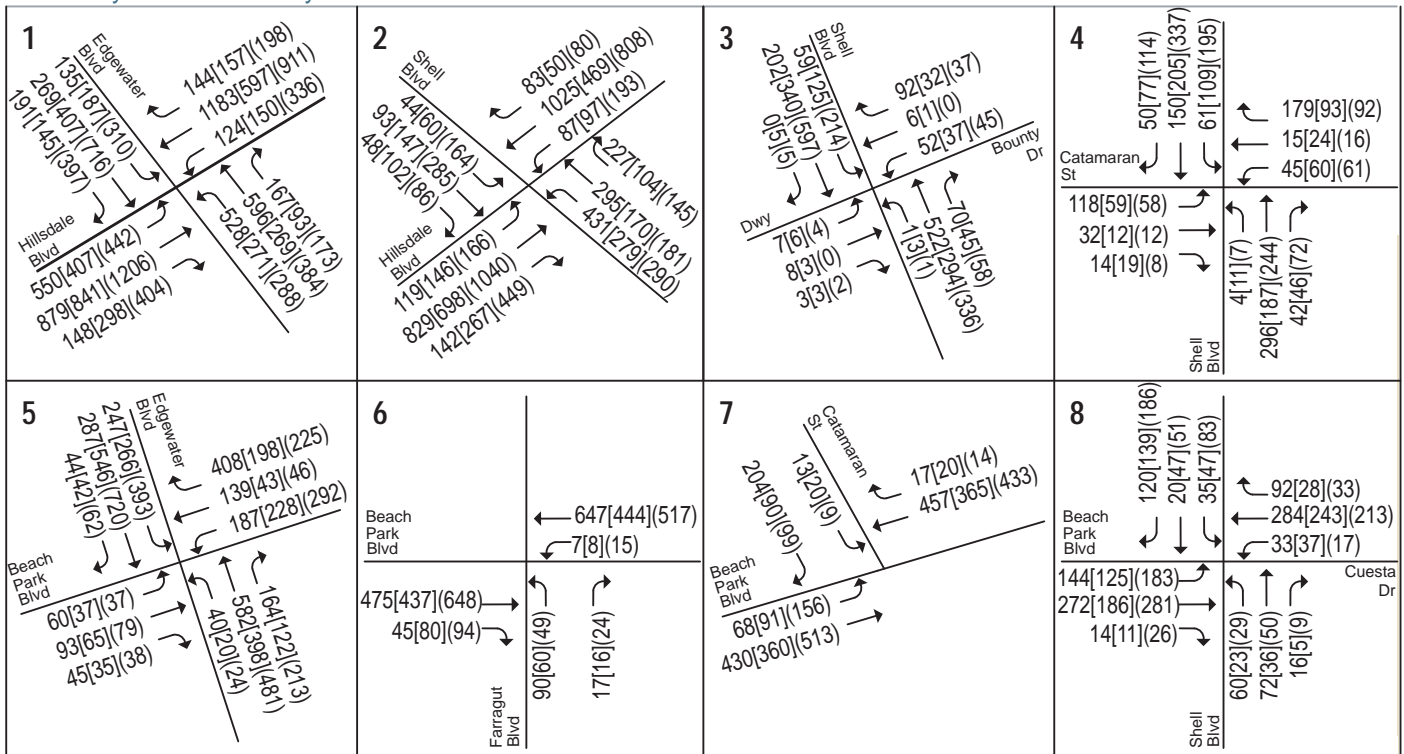 1
Edgewater
Blvd
135(187)(310)
269(407)(716)
191(145)(397)
144(157)(198)
1183(597)(911)
124(150)(336)
Hillsdale
Blvd
550(407)(442)
879(841)(1206)
148(298)(404)
528(271)(288)
596(269)(384)
167(93)(173)
2
Shell
Blvd
44(60)(164)
93(147)(285)
48(102)(86)
83(50)(80)
1025(469)(808)
87(97)(193)
Hillsdale
Blvd
119(146)(166)
829(698)(1040)
142(267)(449)
431(279)(290)
295(170)(181)
227(104)(145)
3
Shell
Blvd
59[125](214)
202[340](597)
0[5](5)
92[32](37)
6[1](0)
52[37](45)
Bounty
Dr
Dwy
7[6](4)
8[3](0)
3[3](2)
1[3](1)
522[294](336)
70[45](58)
4
50[77](114)
150[205](337)
61[109](195)
179[93](92)
15[24](16)
45[60](61)
Catamaran
St
118[59](58)
32[12](12)
14[19](8)
4[11](7)
296[187](244)
42[46](72)
Shell
Blvd
5
Edgewater
Blvd
247[266](393)
287[546](720)
44[42](62)
408[198](225)
139[43](46)
187[228](292)
Beach
Park
Blvd
60[37](37)
93[65](79)
45[35](38)
40[20](24)
582[398](481)
164[122](213)
6
Beach
Park
Blvd
647[444](517)
7[8](15)
475[437](648)
45[80](94)
90[60](49)
17[16](24)
Farragut
Blvd
7
Catamaran
St
13[20](9)
204[90](99)
17[20](14)
457[365](433)
Beach
Park
Blvd
68[91](156)
430[360](513)
8
120[139](186)
20[47](51)
35[47](83)
92[28](33)
284[243](213)
33[37](17)
Beach
Park
Blvd
Cuesta
Dr
144[125](183)
272[186](281)
14[11](26)
60[23](29)
72[36](50)
16[5](9)
Shell
Blvd